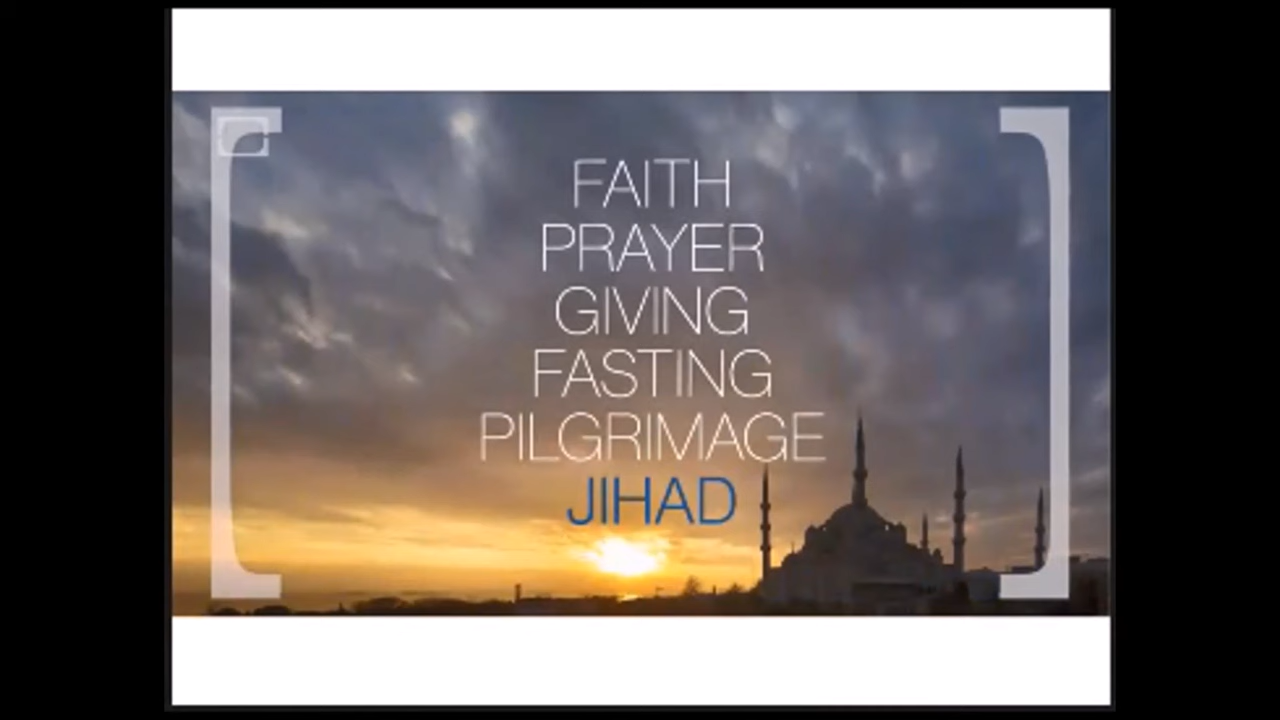 FAITH
PRAYER
GIVING
FASTING
PILGRIMAGE
JIHAD